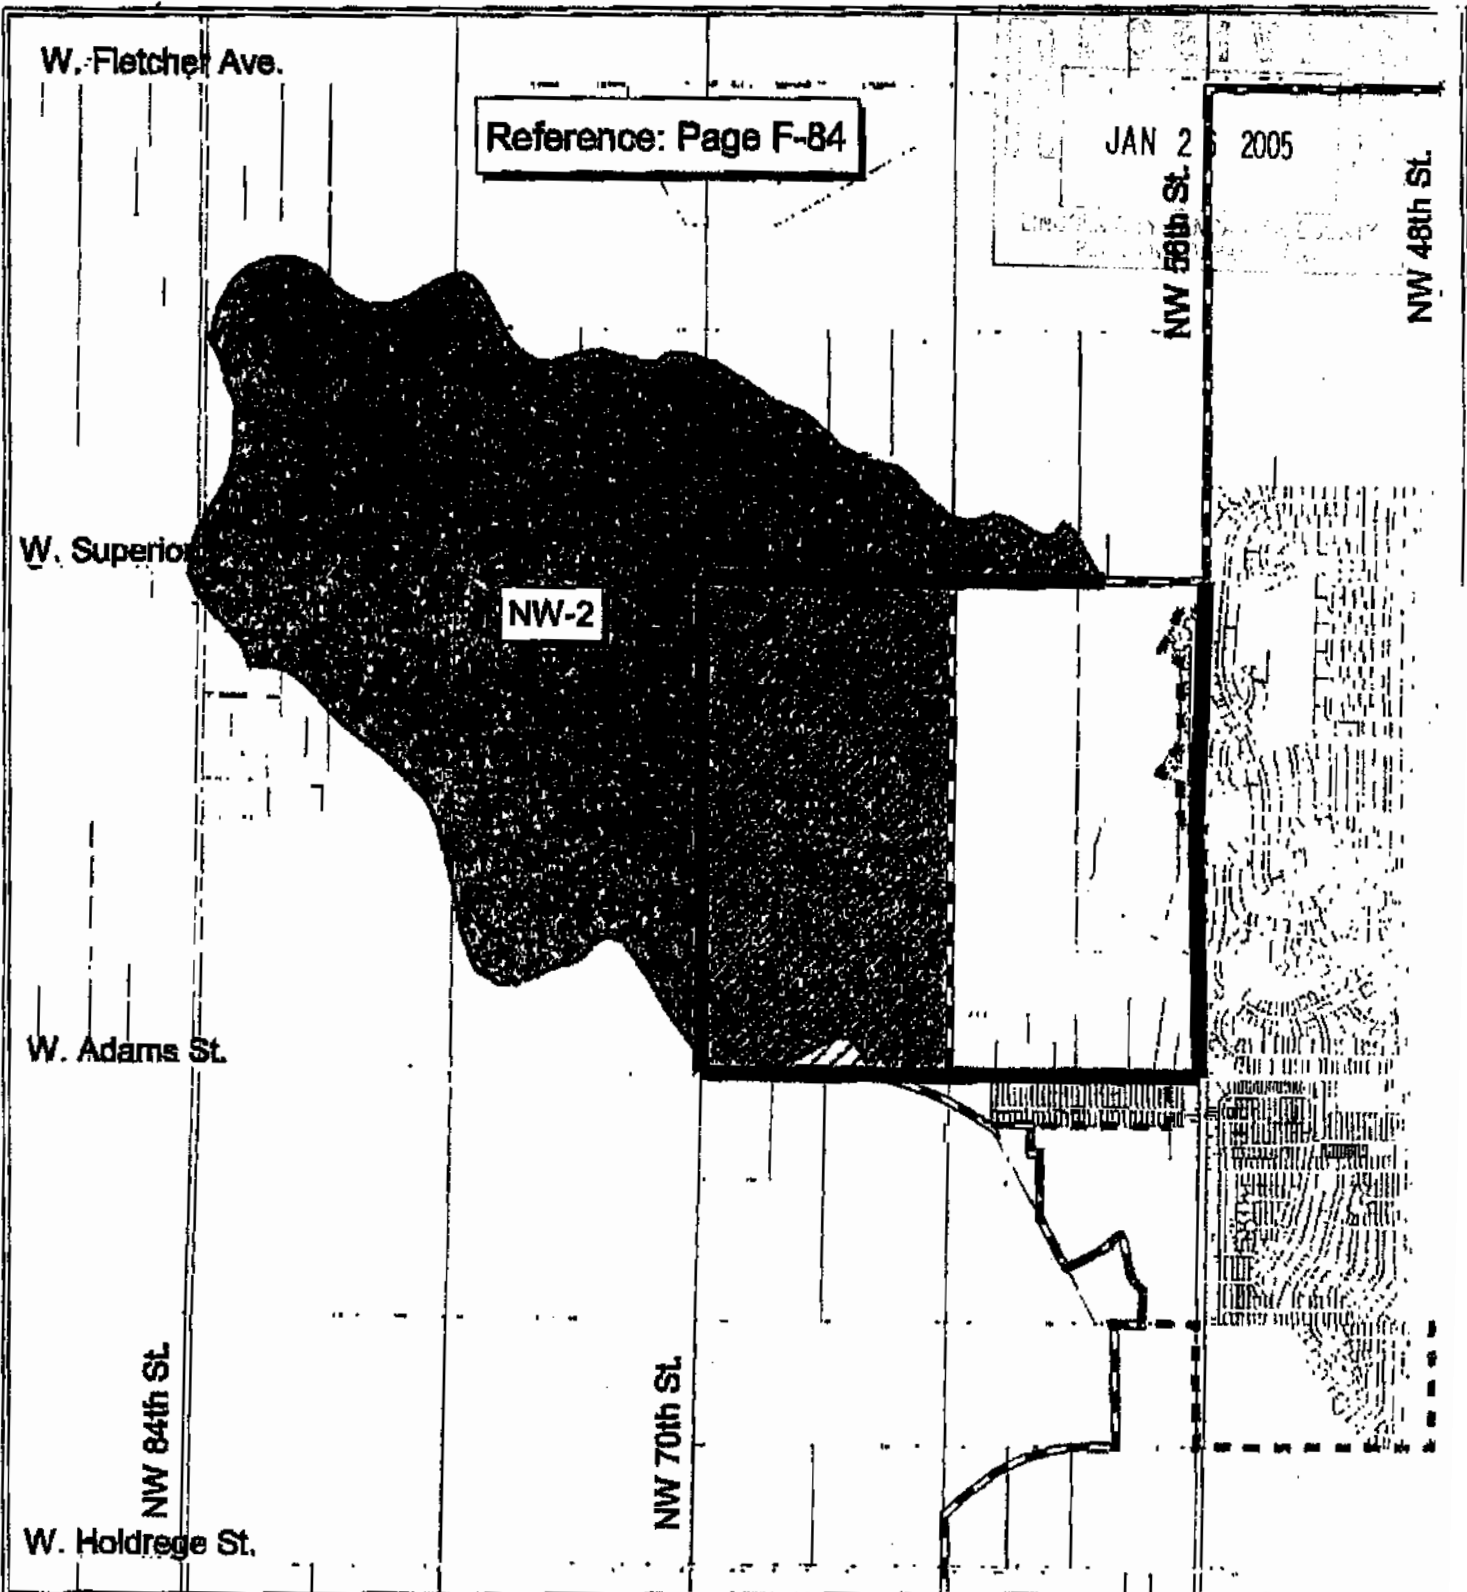 W. Fletcher Ave.
Reference: Page F-84
JAN 26 2005
NW 56th St.
NW 48th St.
W. Superior
NW-2
W. Adams St.
NW 84th St.
NW 70th St.
W. Holdrege St.